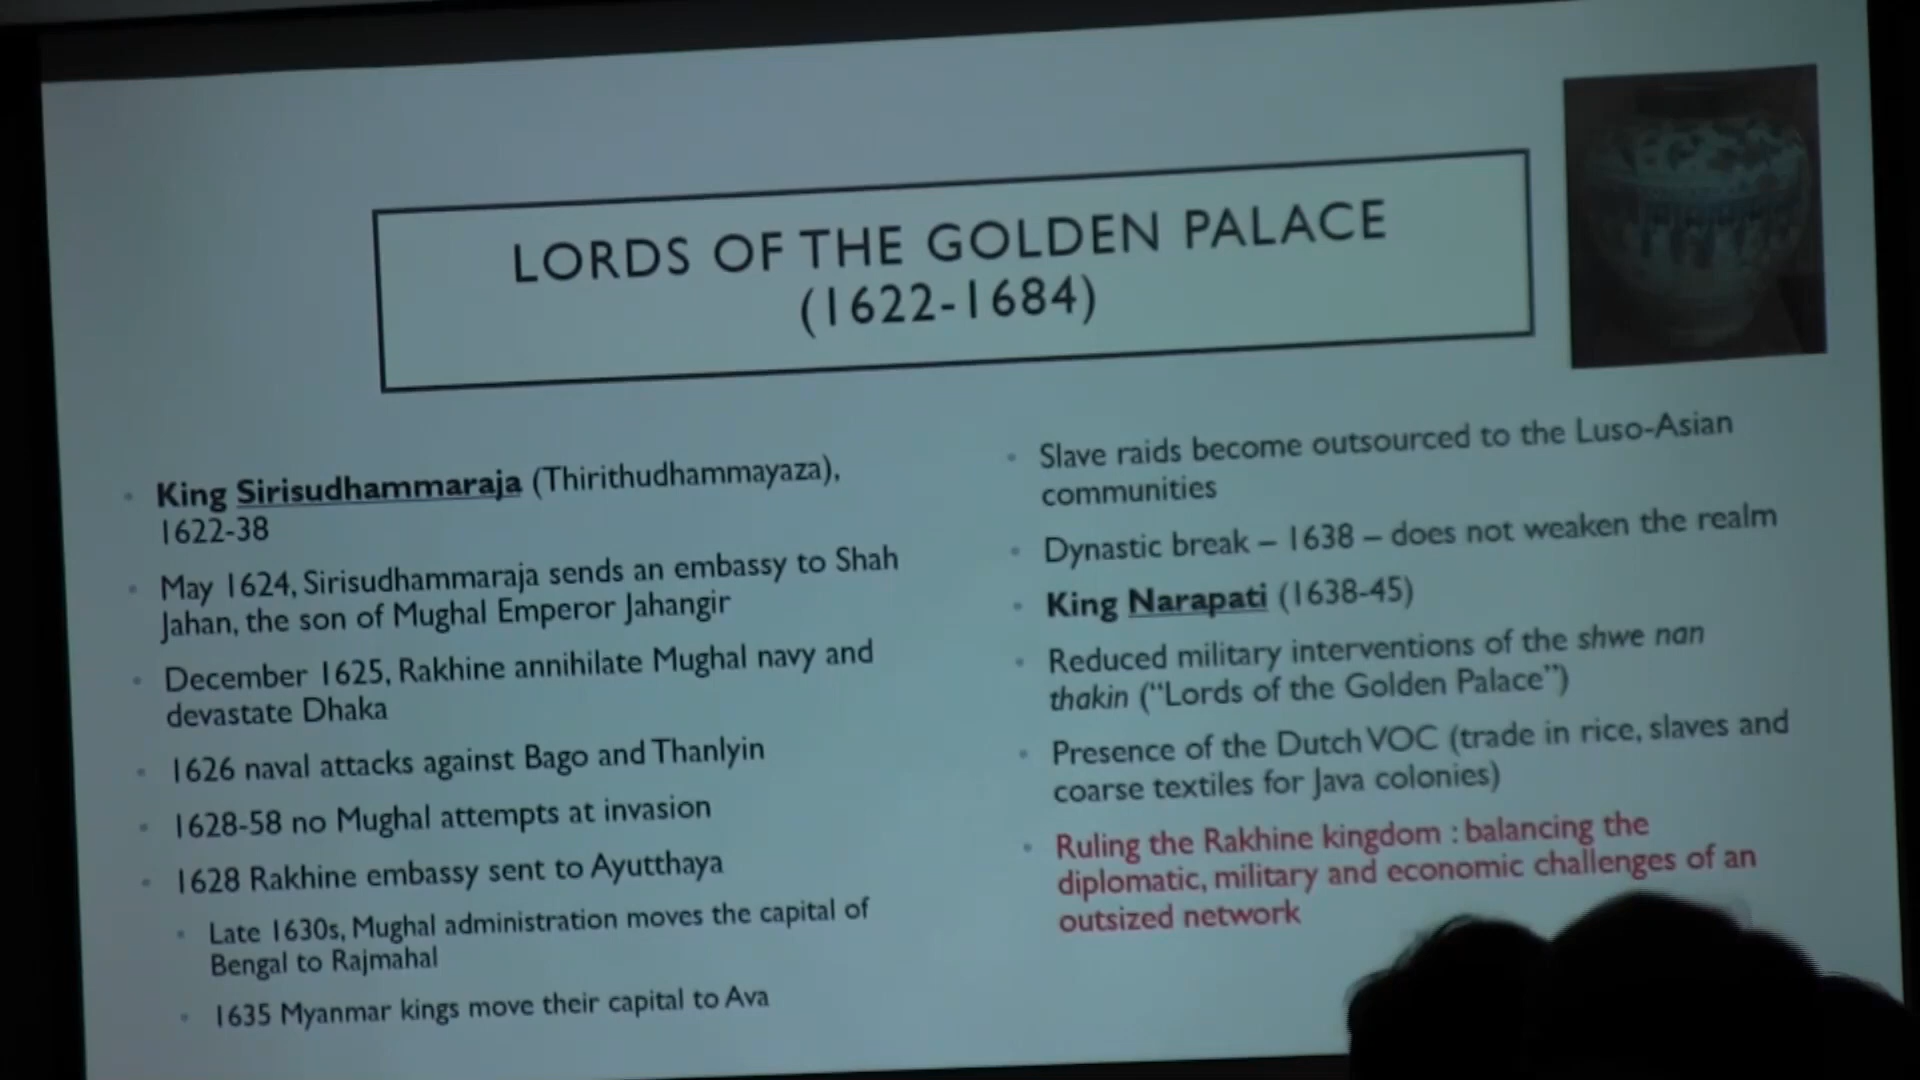 LORDS OF THE GOLDEN PALACE
(1622-1684)
King Sirisudhammaraja (Thirithudhammayaza),
1622-38
May 1624, Sirisudhammaraja sends an embassy to Shah
Jahan, the son of Mughal Emperor Jahangir
December 1625, Rakhine annihilate Mughal navy and
devastate Dhaka
1626 naval attacks against Bago and Thanlyin
1628-58 no Mughal attempts at invasion
1628 Rakhine embassy sent to Ayutthaya
Late 1630s, Mughal administration moves the capital of
Bengal to Rajmahal
1635 Myanmar kings move their capital to Ava
Slave raids become outsourced to the Luso-Asian
communities
Dynastic break – 1638 – does not weaken the realm
King Narapati (1638-45)
Reduced military interventions of the shwe nan
thakin (“Lords of the Golden Palace”)
Presence of the Dutch VOC (trade in rice, slaves and
coarse textiles for Java colonies)
Ruling the Rakhine kingdom : balancing the
diplomatic, military and economic challenges of an
outsized network